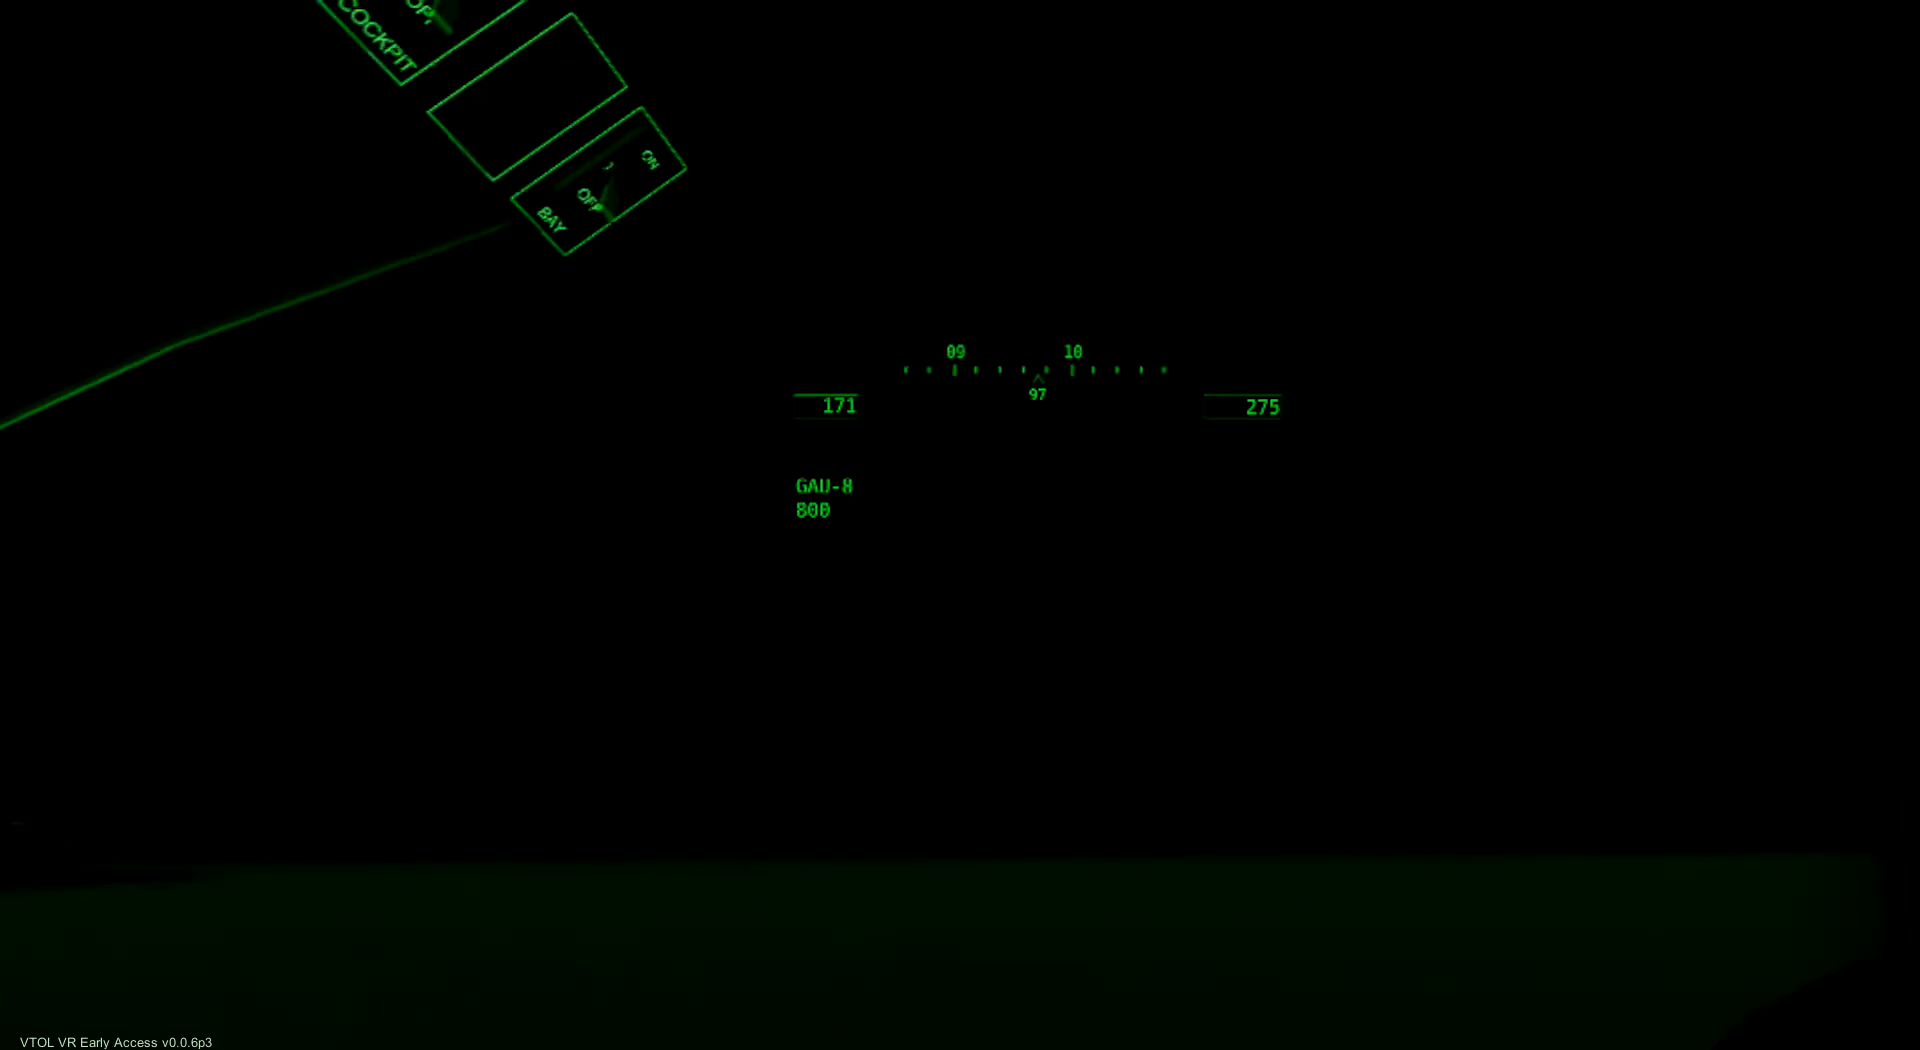 COCKPIT
ON
OFF
BAY
09 10
97
171
275
GAU-8
800
VTOL VR Early Access v0.0.6p3